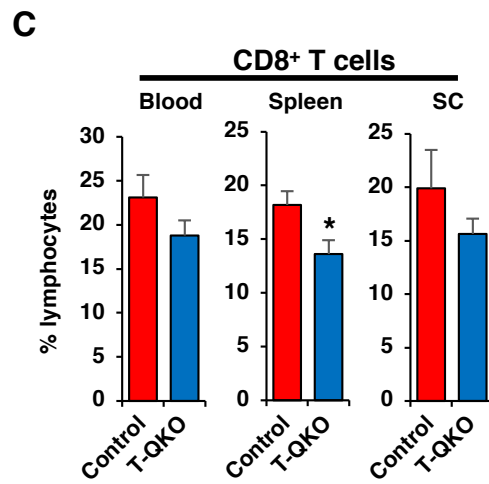 C
CD8⁺ T cells
Blood Spleen SC
% lymphocytes
30
25
20
15
10
5
0
Control
T-QKO
25
20
15
10
5
0
*
Control
T-QKO
25
20
15
10
5
0
Control
T-QKO